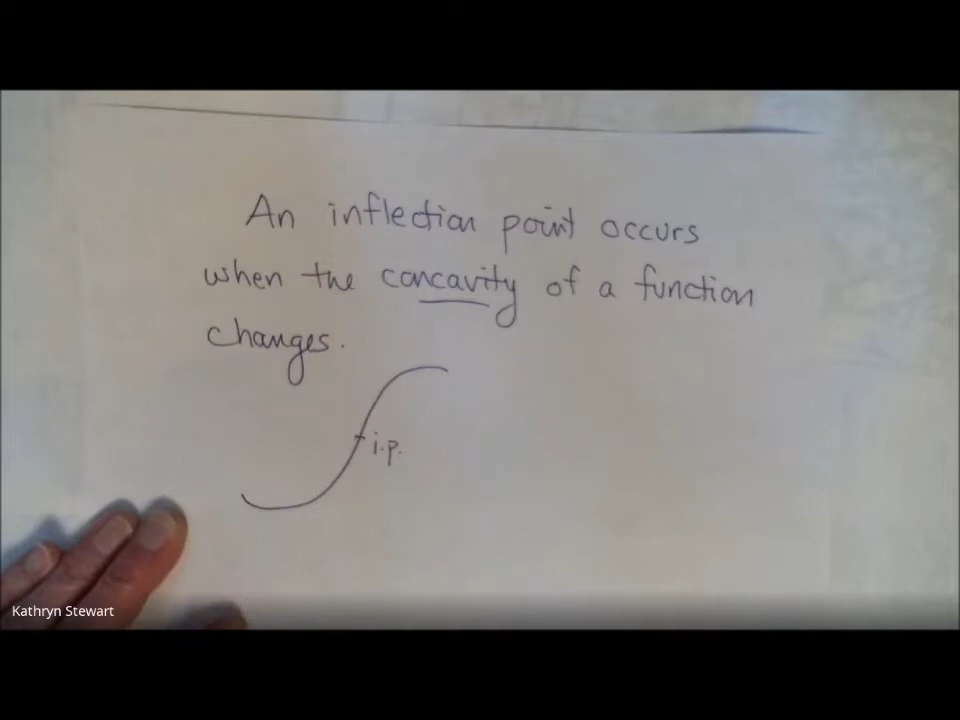 An inflection point occurs
when the concavity of a function
changes.
i.p.
Kathryn Stewart